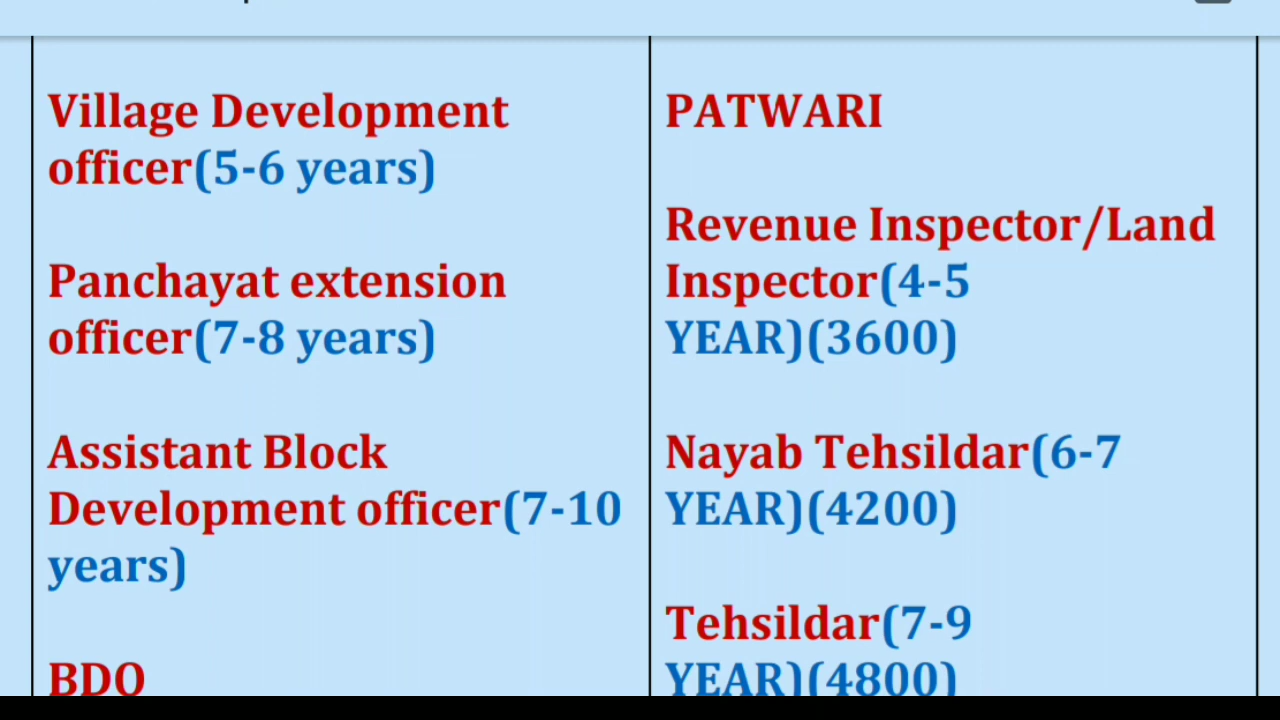 Village Development
officer(5-6 years)
Panchayat extension
officer(7-8 years)
Assistant Block
Development officer(7-10
years)
BDO
PATWARI
Revenue Inspector/Land
Inspector(4-5
YEAR)(3600)
Nayab Tehsildar(6-7
YEAR)(4200)
Tehsildar(7-9
YEAR)(4800)